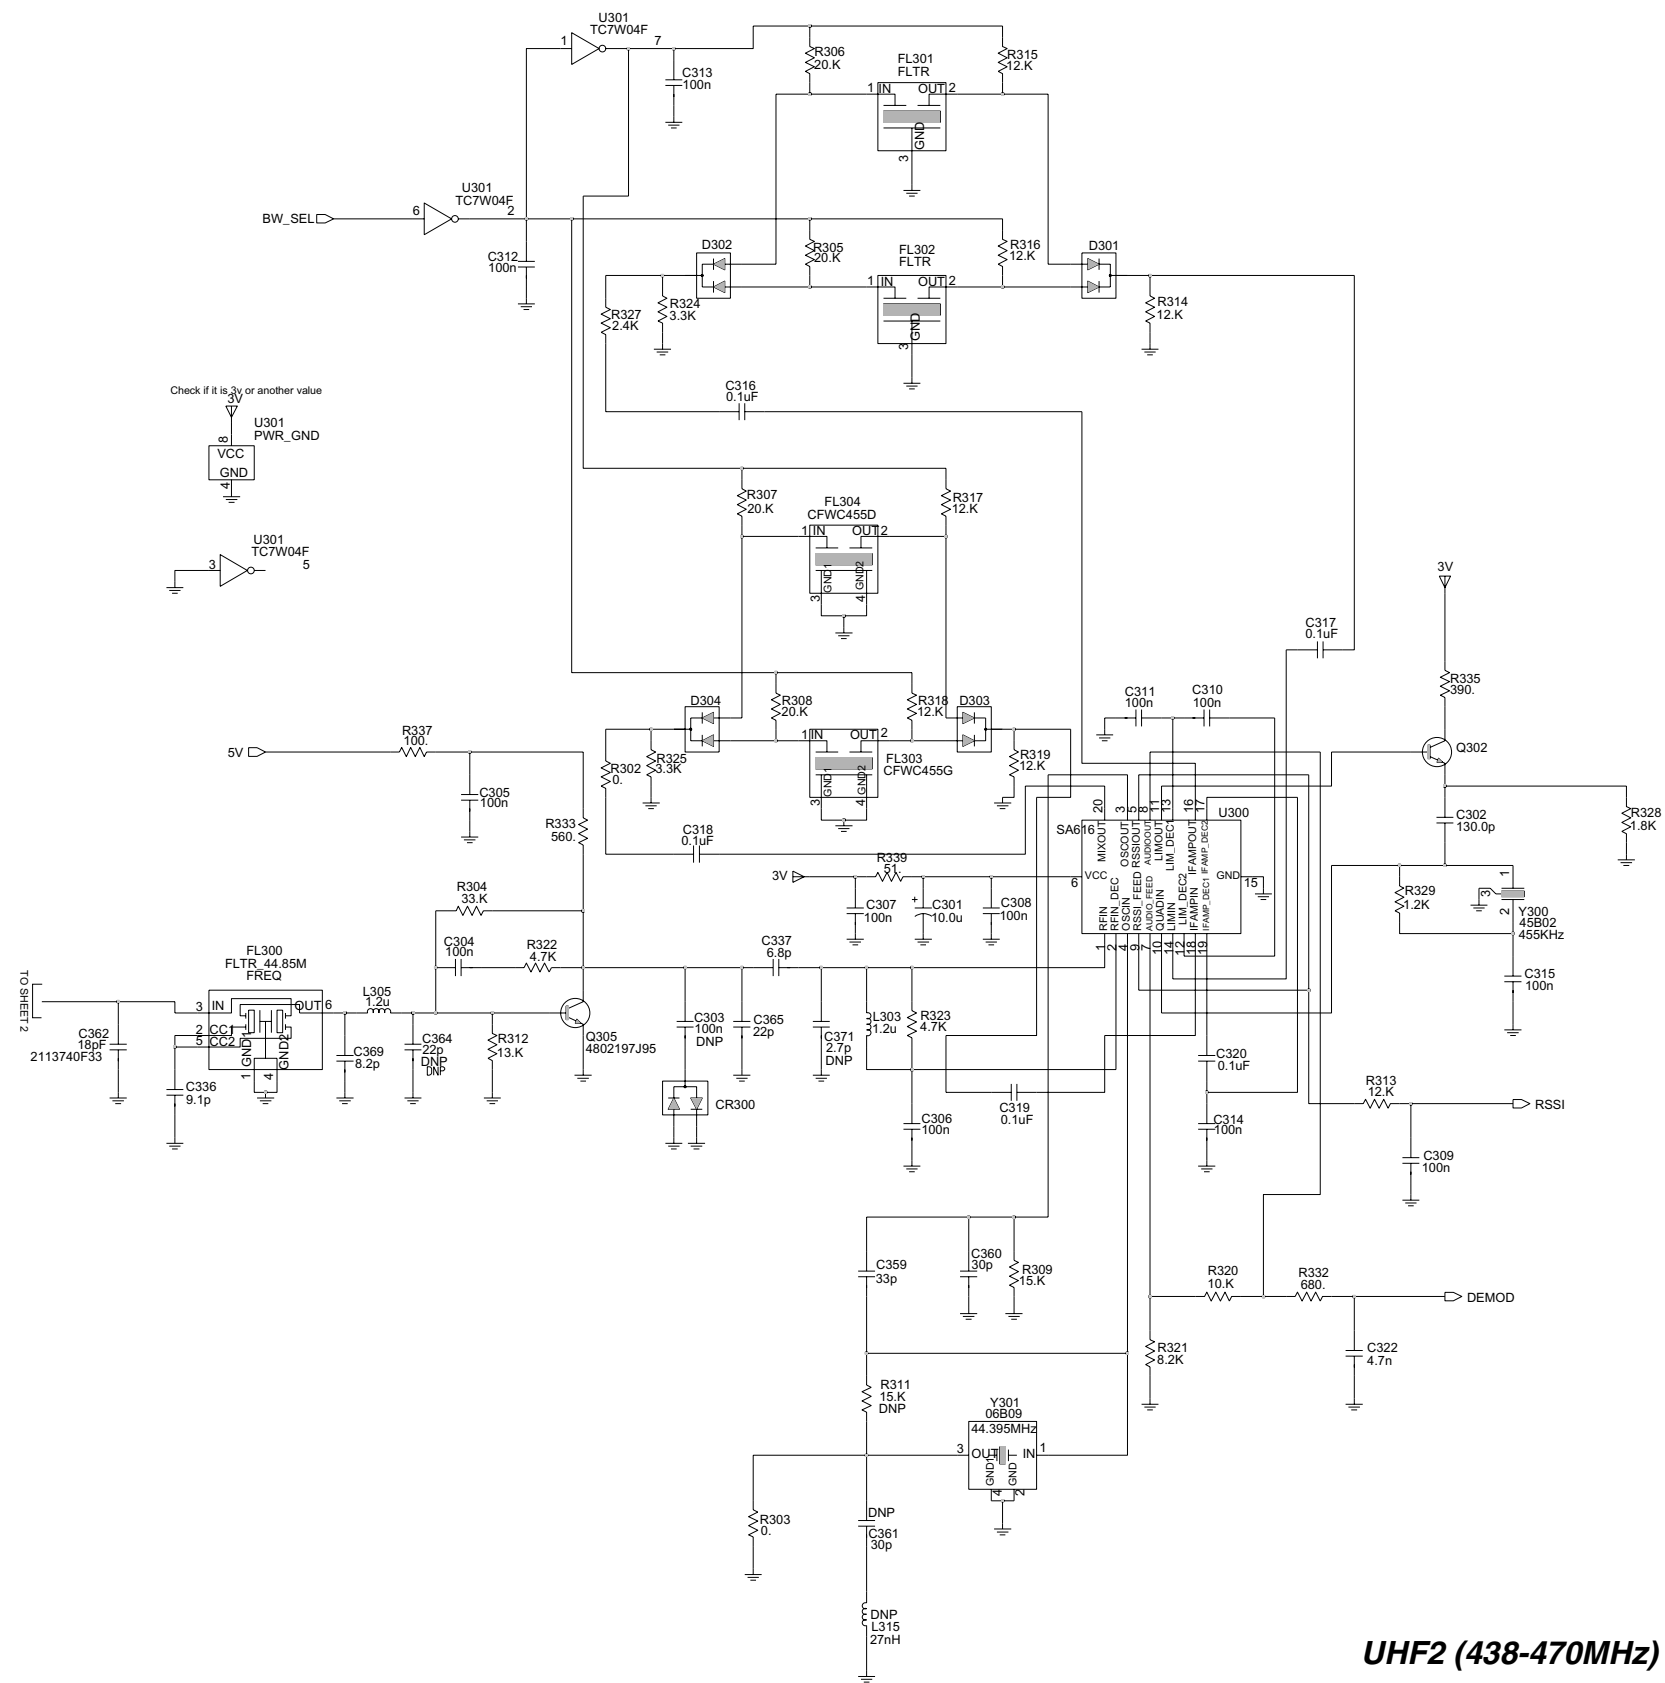 U301
TC7W04F
1
7
C313
100n
R306
20.K
FL301
FLTR
1
IN
OUT
2
GND
3
R315
12.K
U301
TC7W04F
BW_SEL
6
2
C312
100n
D302
R305
20.K
FL302
FLTR
1
IN
OUT
2
GND
3
R316
12.K
D301
R327
2.4K
R324
3.3K
R314
12.K
Check if it is 3v or another value
3V
U301
PWR_GND
8
VCC
GND
4
C316
0.1uF
U301
TC7W04F
3
5
R307
20.K
FL304
CFWC455D
1
IN
OUT
2
GND1
GND2
3
4
R317
12.K
3V
C317
0.1uF
R335
390.
D304
R308
20.K
R318
12.K
D303
C311
100n
C310
100n
Q302
5V
R337
100.
C305
100n
R302
0.
R325
3.3K
1
IN
OUT
2
FL303
CFWC455G
GND1
GND2
3
4
R319
12.K
R333
560.
C318
0.1uF
20
3
5
8
11
13
16
17
U300
SA616
MIXOUT
OSCOUT
RSSIOUT
AUDIOOUT
LIMOUT
LIM_DEC1
IFAMPOUT
IFAMP_DEC2
VCC
6
GND
15
RFIN
RFIN_DEC
OSCIN
RSSI_FEED
AUDIO_FEED
QUADIN
LIMIN
LIM_DEC2
IFAMPIN
IFAMP_DEC1
1
2
4
9
7
10
14
12
18
19
C302
130.0p
R328
1.8K
3V
R339
51.
C307
100n
+
C301
10.0u
C308
100n
R329
1.2K
1
3
2
Y300
45B02
455KHz
C315
100n
R304
33.K
C304
100n
R322
4.7K
C337
6.8p
TO SHEET 2
FL300
FLTR_44.85M
FREQ
3
IN
OUT
6
2
CC1
5
CC2
GND1
GND2
1
4
L305
1.2u
C362
18pF
2113740F33
C336
9.1p
C369
8.2p
C364
22p
DNP
DNP
R312
13.K
Q305
4802197J95
C303
100n
DNP
C365
22p
CR300
C371
2.7p
DNP
L303
1.2u
R323
4.7K
C306
100n
C319
0.1uF
C320
0.1uF
C314
100n
R313
12.K
RSSI
C309
100n
C359
33p
C360
30p
R309
15.K
R320
10.K
R332
680.
DEMOD
R321
8.2K
C322
4.7n
R311
15.K
DNP
Y301
06B09
44.395MHz
3
OUT
IN
1
GND1
GND
4
2
R303
0.
DNP
C361
30p
DNP
L315
27nH
UHF2 (438-470MHz)